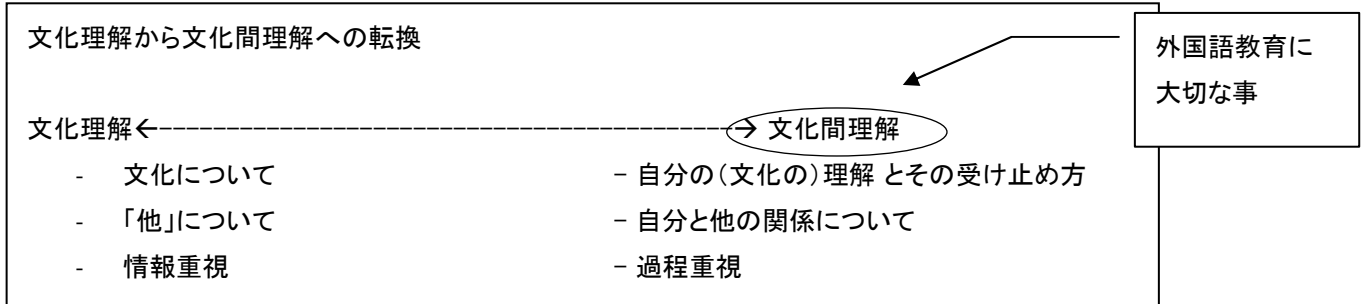 文化理解から文化間理解への転換
外国語教育に
大切な事
文化理解←------------------------------------------→ 文化間理解
- 文化について － 自分の（文化の）理解 とその受け止め方
- 「他」について － 自分と他の関係について
- 情報重視 － 過程重視